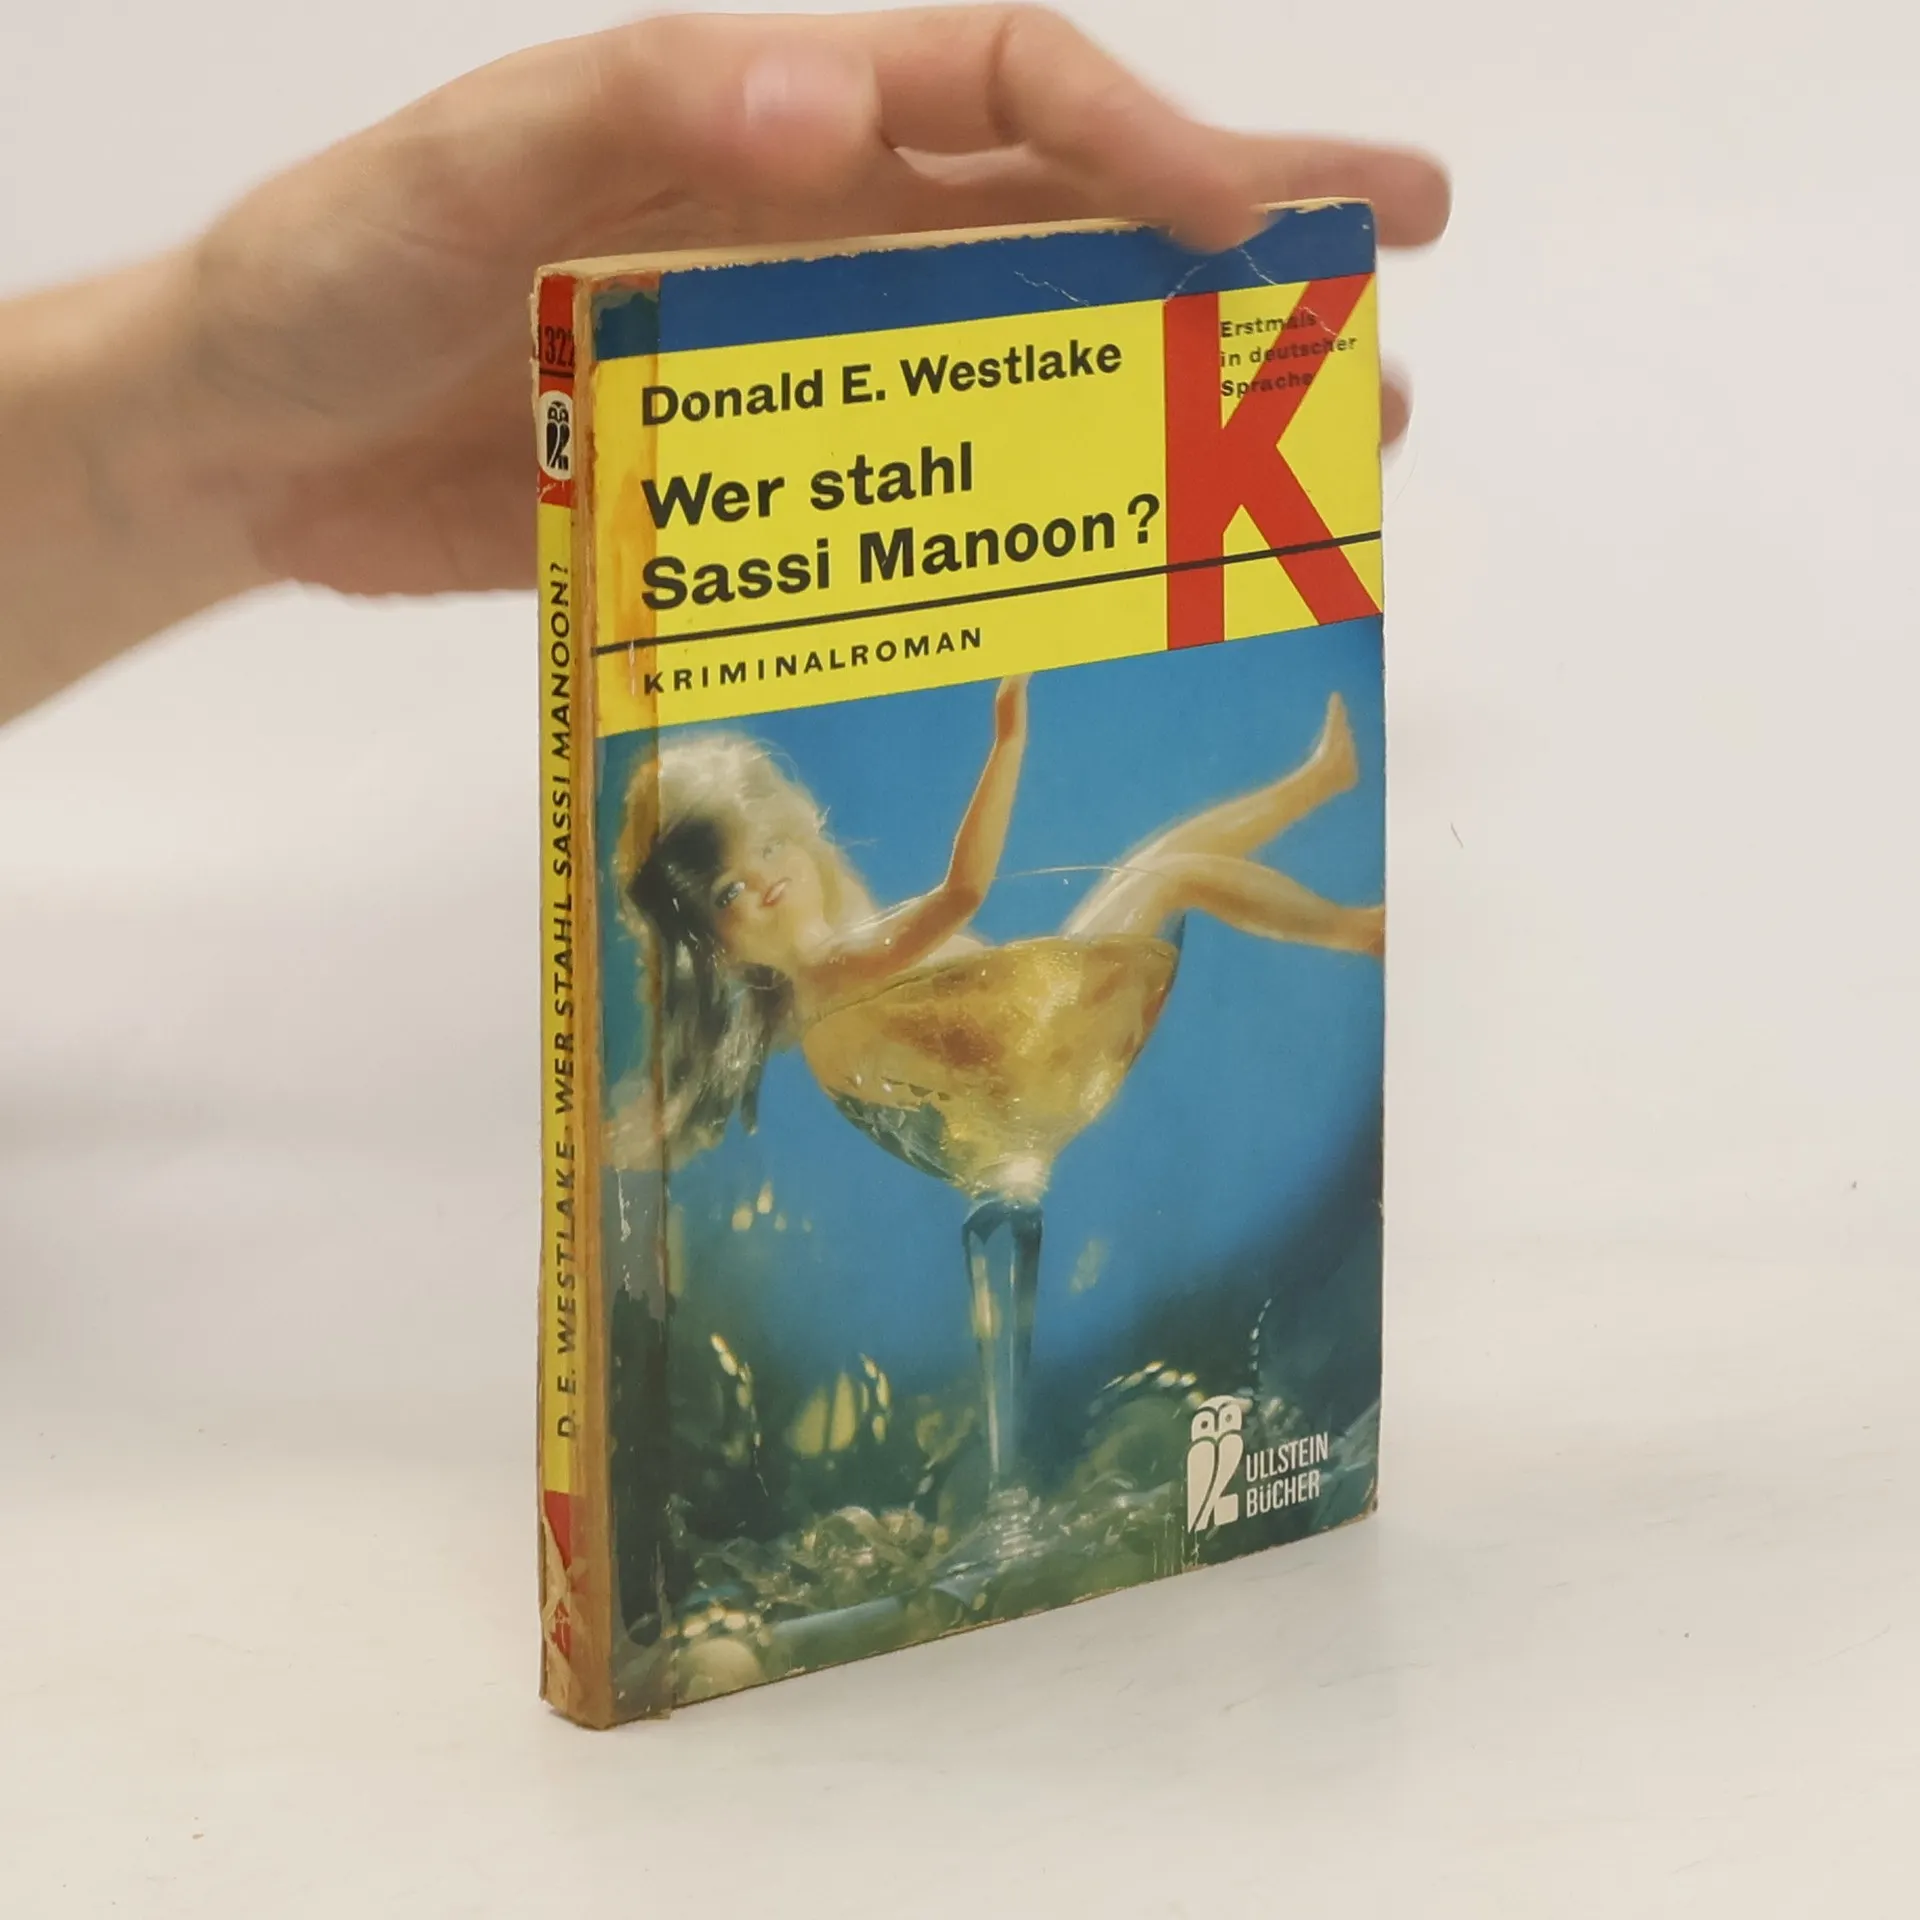 Donald E. Westlake
Wer stahl
Sassi Manoon?
KRIMINALROMAN
Erstmals
in deutscher
Sprache
ULLSTEIN
BÜCHER
D. E. WESTLAKE · WER STAHL SASSI MANOON?